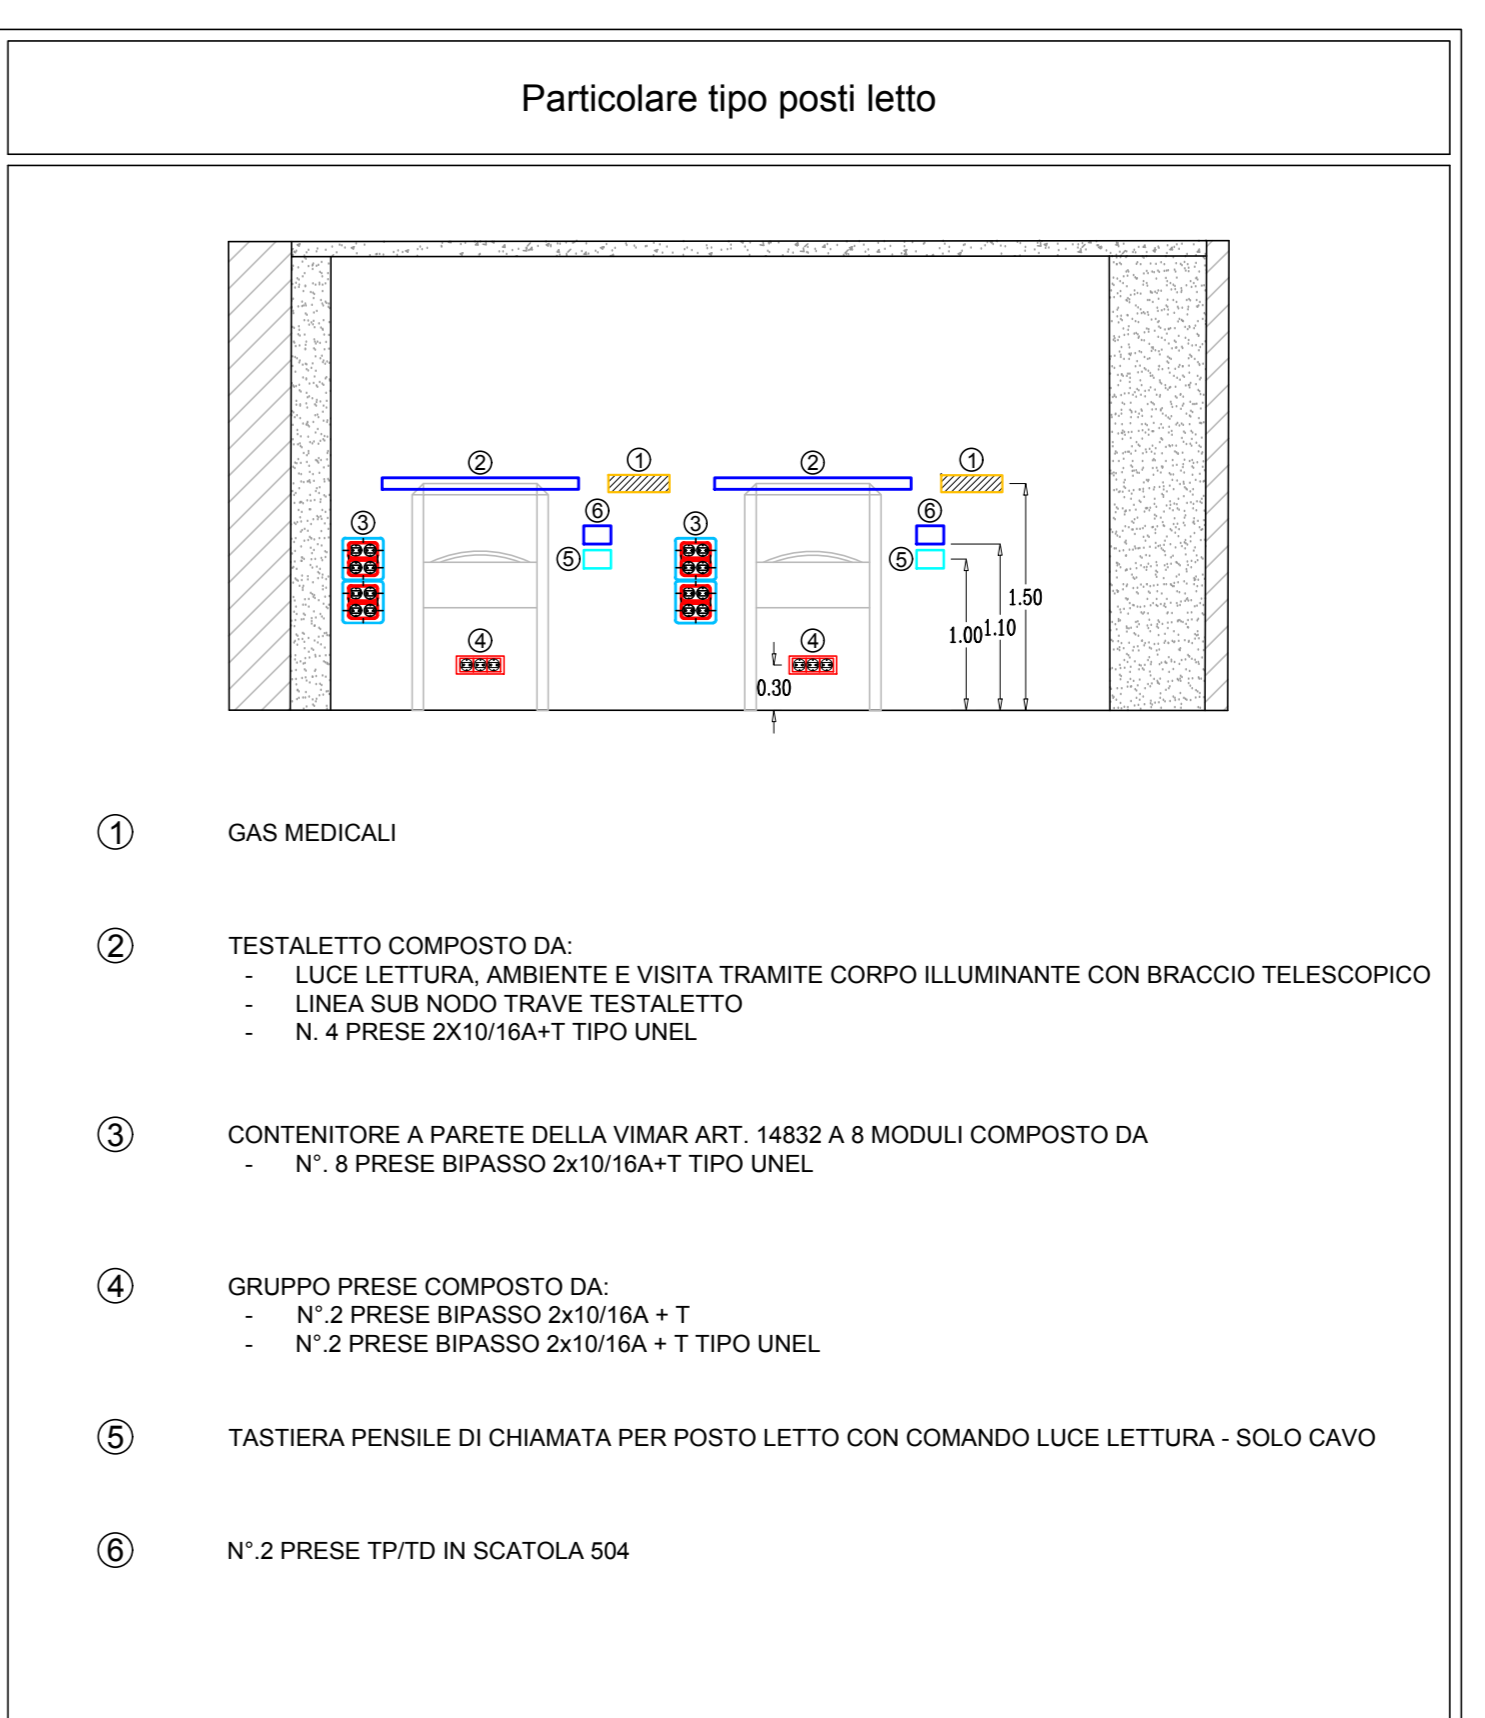 Particolare tipo posti letto
2 1 2 1
3 6 3 6
5 5
1.50
4 4 1.00 1.10
0.30
1 GAS MEDICALI
2 TESTALETTO COMPOSTO DA:
- LUCE LETTURA, AMBIENTE E VISITA TRAMITE CORPO ILLUMINANTE CON BRACCIO TELESCOPICO
- LINEA SUB NODO TRAVE TESTALETTO
- N. 4 PRESE 2X10/16A+T TIPO UNEL
3 CONTENITORE A PARETE DELLA VIMAR ART. 14832 A 8 MODULI COMPOSTO DA
- N°. 8 PRESE BIPASSO 2x10/16A+T TIPO UNEL
4 GRUPPO PRESE COMPOSTO DA:
- N°.2 PRESE BIPASSO 2x10/16A + T
- N°.2 PRESE BIPASSO 2x10/16A + T TIPO UNEL
5 TASTIERA PENSILE DI CHIAMATA PER POSTO LETTO CON COMANDO LUCE LETTURA - SOLO CAVO
6 N°.2 PRESE TP/TD IN SCATOLA 504